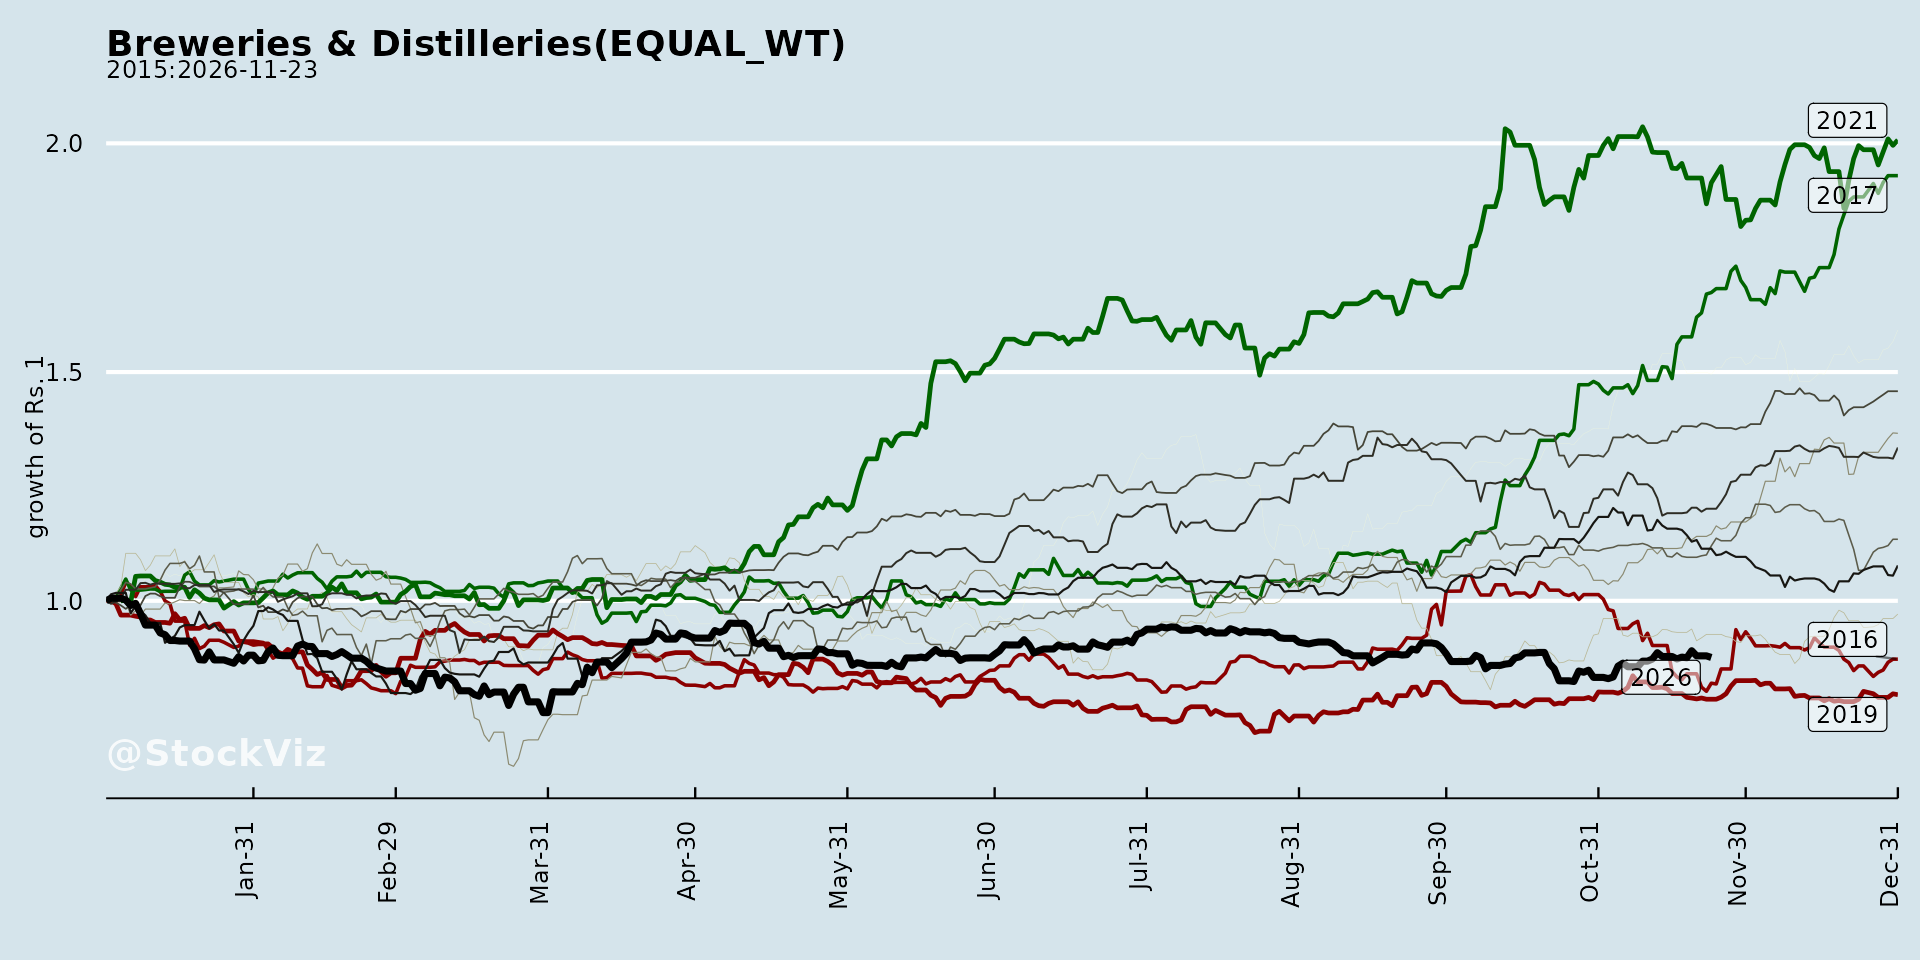 Breweries & Distilleries(EQUAL_WT)
2015:2026-11-23
growth of Rs. 1
2.0
1.5
1.0
2021
2017
2016
2026
2019
@StockViz
Jan-31
Feb-29
Mar-31
Apr-30
May-31
Jun-30
Jul-31
Aug-31
Sep-30
Oct-31
Nov-30
Dec-31